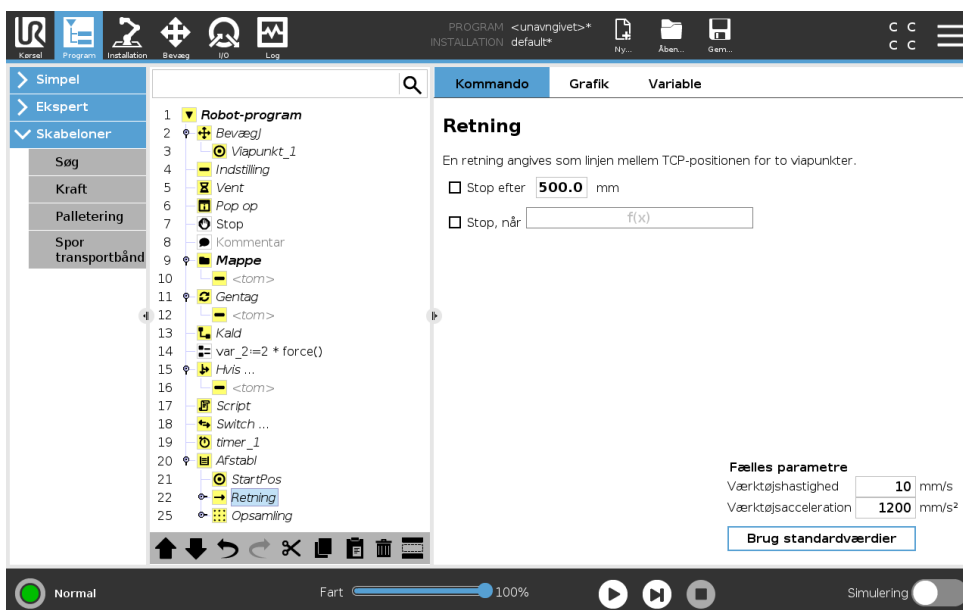 UR
PROGRAM <unavngivet>*
INSTALLATION default*
Kørsel
Program
Installation
Bevæg
I/O
Log
Ny...
Åben...
Gem...
C C
C C
Simpel
Ekspert
Skabeloner
Søg
Kraft
Palletering
Spor
transportbånd
1 Robot-program
2 BevægJ
3 Viapunkt_1
4 Indstilling
5 Vent
6 Pop op
7 Stop
8 Kommentar
9 Mappe
10 <tom>
11 Gentag
12 <tom>
13 Kald
14 var_2:=2 * force()
15 Hvis ...
16 <tom>
17 Script
18 Switch ...
19 timer_1
20 Afstabl
21 StartPos
22 Retning
25 Opsamling
Kommando Grafik Variable
Retning
En retning angives som linjen mellem TCP-positionen for to viapunkter.
Stop efter 500.0 mm
Stop, når f(x)
Fælles parametre
Værktøjshastighed 10 mm/s
Værktøjsacceleration 1200 mm/s²
Brug standardværdier
Normal
Fart 100%
Simulering